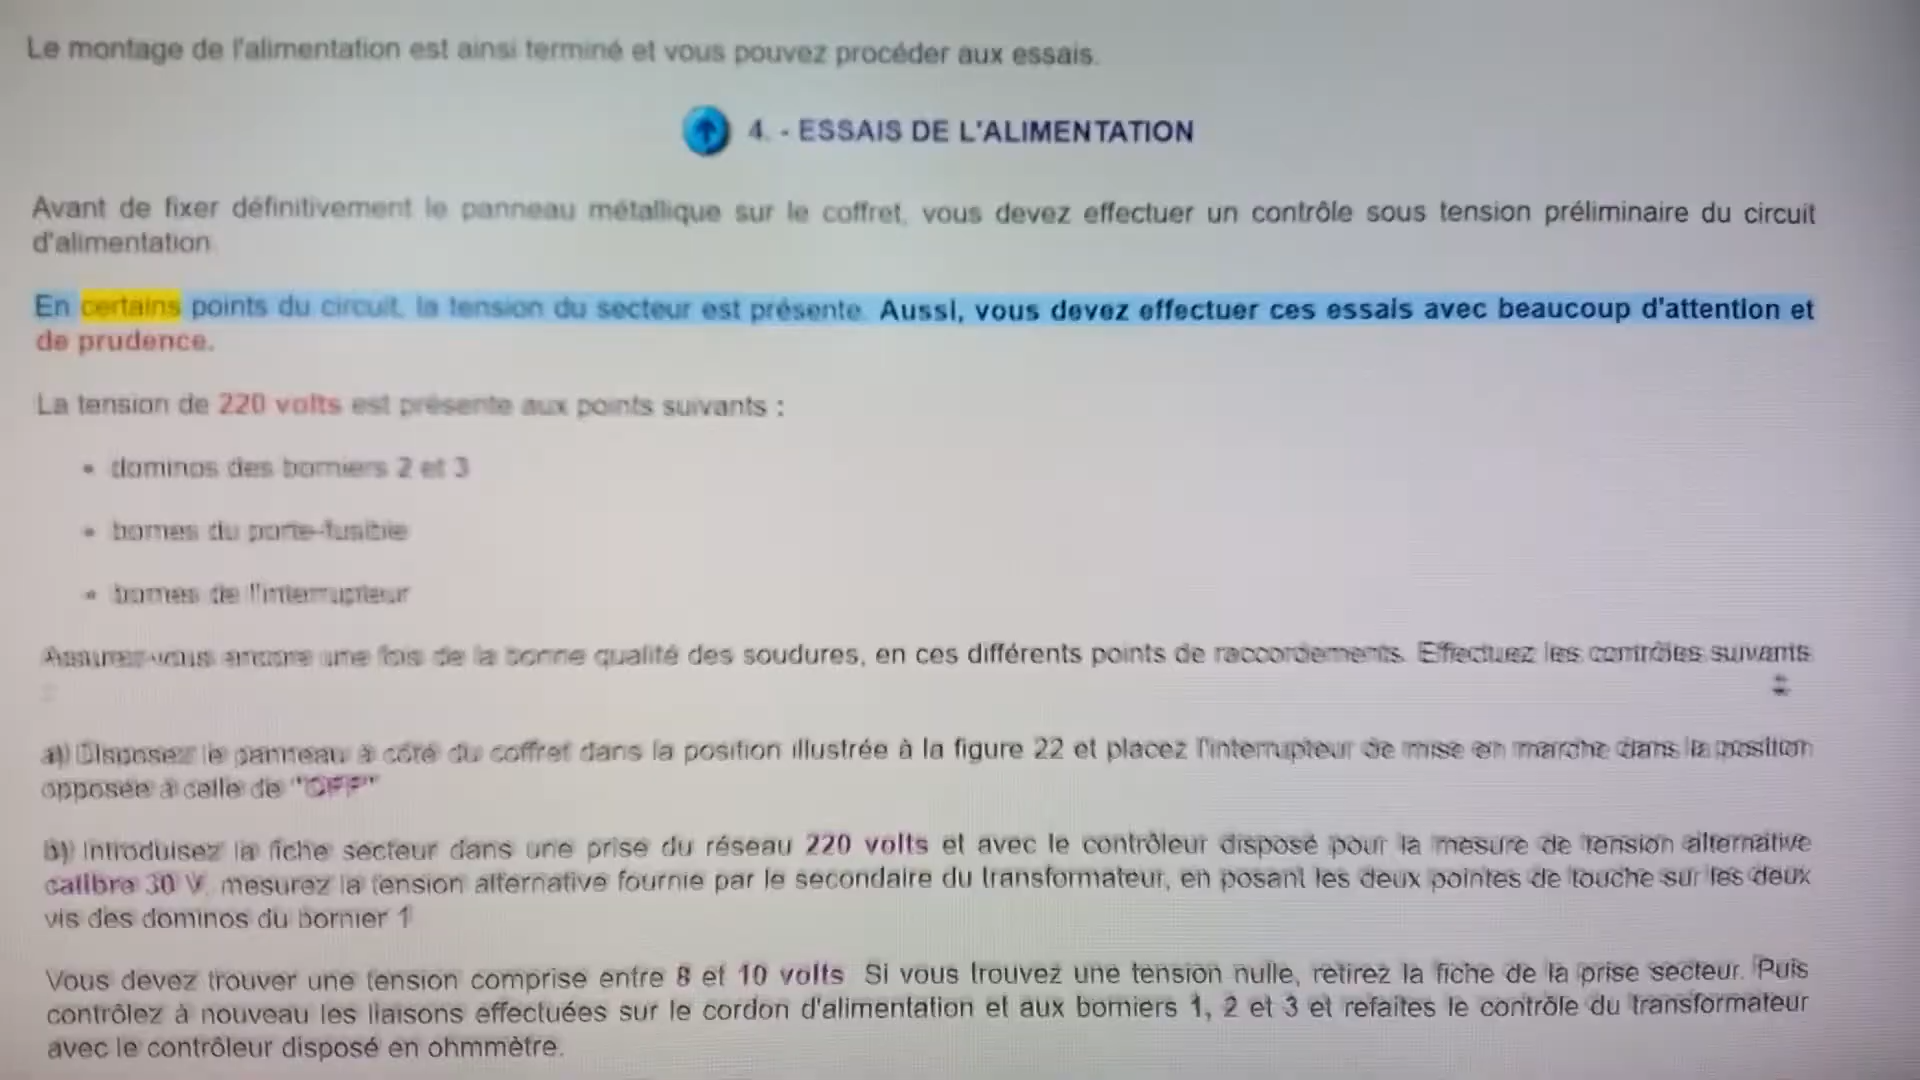 Le montage de l'alimentation est ainsi terminé et vous pouvez procéder aux essais.
4. - ESSAIS DE L'ALIMENTATION
Avant de fixer définitivement le panneau métallique sur le coffret, vous devez effectuer un contrôle sous tension préliminaire du circuit
d'alimentation.
En certains points du circuit, la tension du secteur est présente. Aussi, vous devez effectuer ces essais avec beaucoup d'attention et
de prudence.
La tension de 220 volts est présente aux points suivants :
• dominos des borniers 2 et 3
• bornes du porte-fusible
• bornes de l'interrupteur
Assurez-vous encore une fois de la bonne qualité des soudures, en ces différents points de raccordements. Effectuez les contrôles suivants
:
a) Disposez le panneau à côté du coffret dans la position illustrée à la figure 22 et placez l'interrupteur de mise en marche dans la position
opposée à celle de "OFF"
b) Introduisez la fiche secteur dans une prise du réseau 220 volts et avec le contrôleur disposé pour la mesure de tension alternative
calibre 30 V, mesurez la tension alternative fournie par le secondaire du transformateur, en posant les deux pointes de touche sur les deux
vis des dominos du bornier 1
Vous devez trouver une tension comprise entre 8 et 10 volts. Si vous trouvez une tension nulle, retirez la fiche de la prise secteur. Puis
contrôlez à nouveau les liaisons effectuées sur le cordon d'alimentation et aux borniers 1, 2 et 3 et refaites le contrôle du transformateur
avec le contrôleur disposé en ohmmètre.